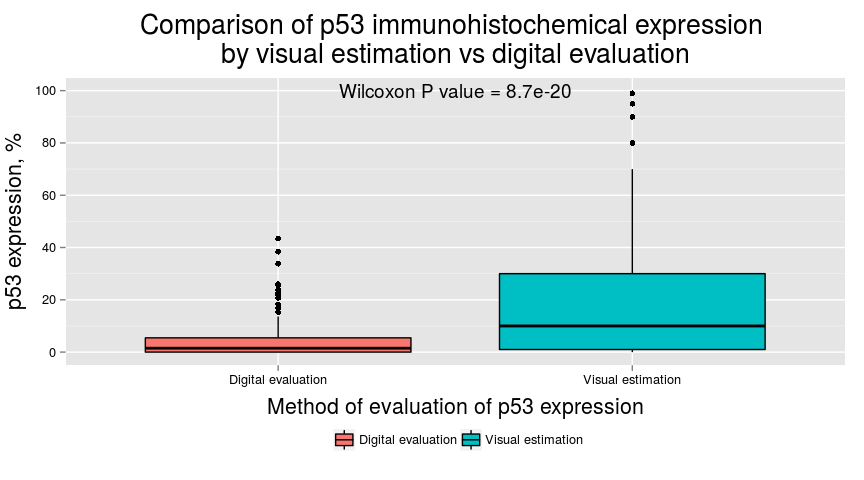 Comparison of p53 immunohistochemical expression
by visual estimation vs digital evaluation
Wilcoxon P value = 8.7e-20
p53 expression, %
100
80
60
40
20
0
Digital evaluation
Visual estimation
Method of evaluation of p53 expression
Digital evaluation
Visual estimation